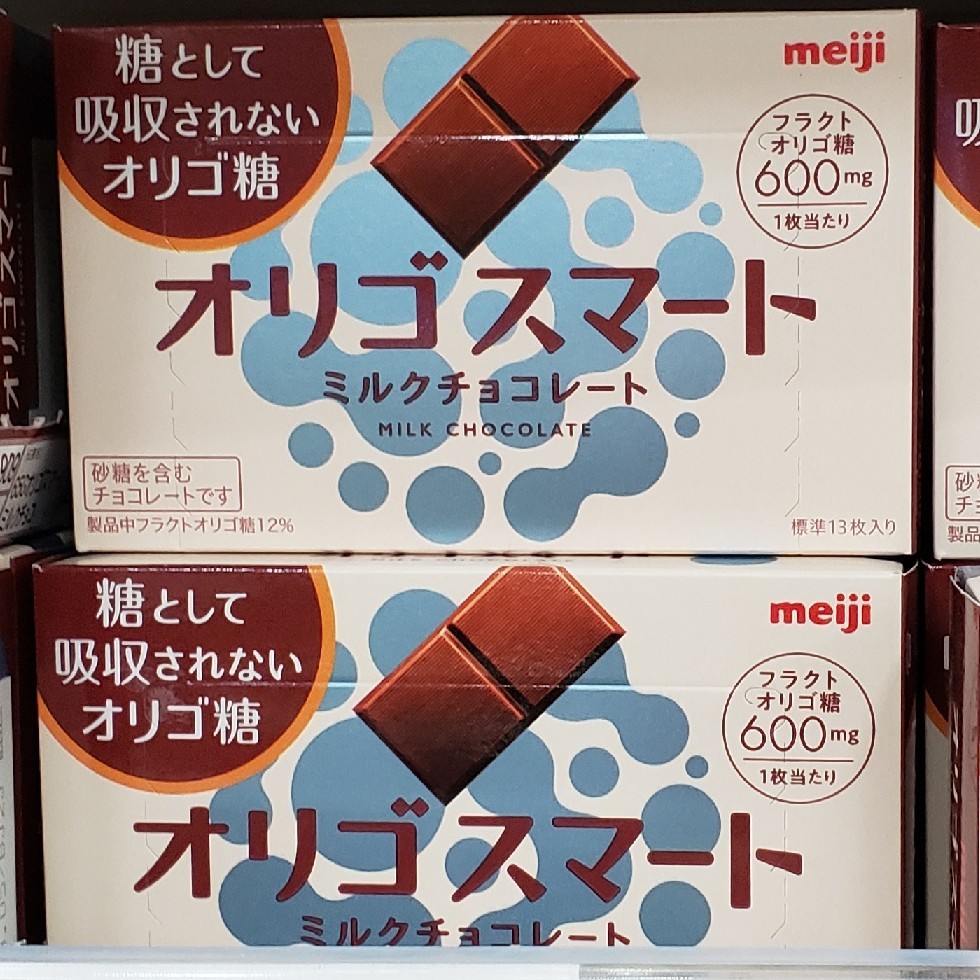 糖として
吸収されない
オリゴ糖
meiji
フラクト
オリゴ糖
600mg
1枚当たり
オリゴスマート
ミルクチョコレート
MILK CHOCOLATE
砂糖を含む
チョコレートです
製品中フラクトオリゴ糖12%
標準13枚入り
糖として
吸収されない
オリゴ糖
meiji
フラクト
オリゴ糖
600mg
1枚当たり
オリゴスマート
ミルクチョコレート